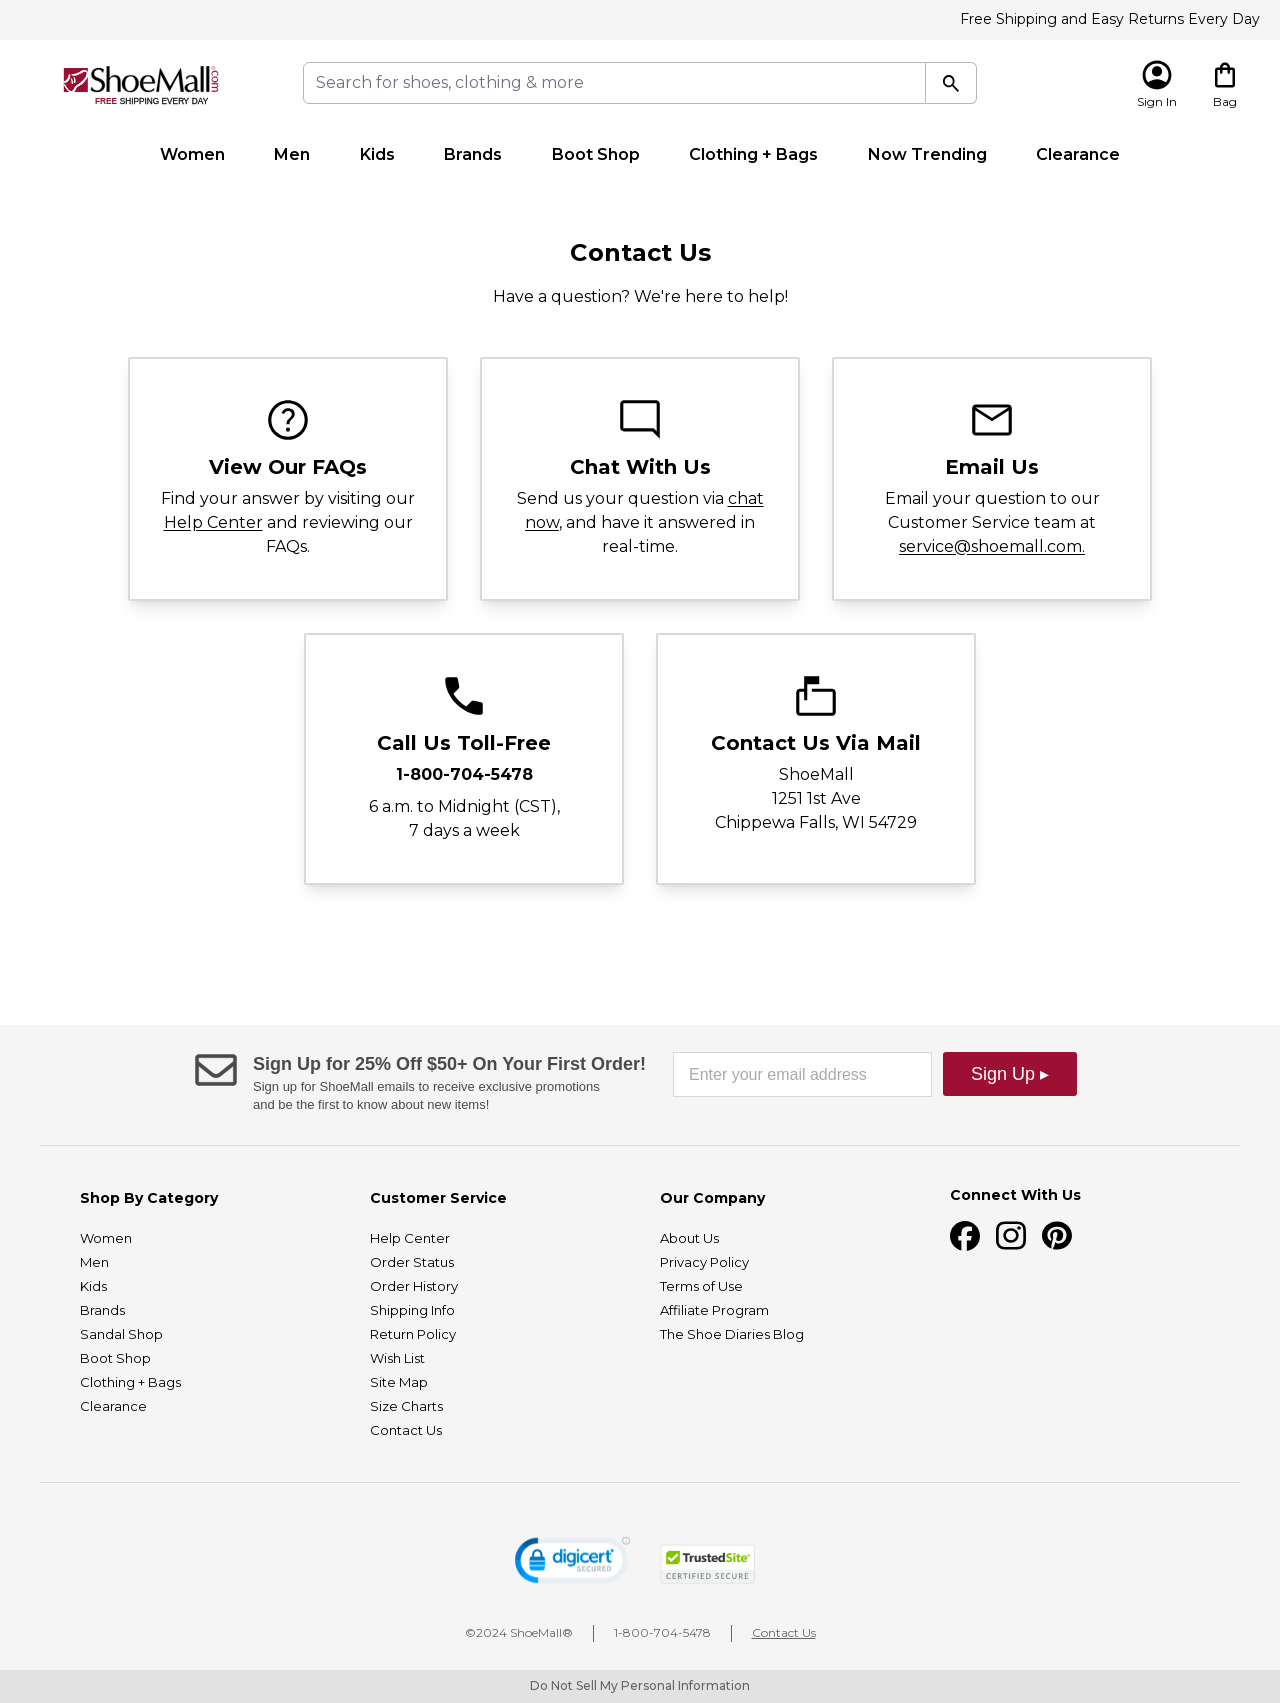 Free Shipping and Easy Returns Every Day
ShoeMall.com
FREE SHIPPING EVERY DAY
Search for shoes, clothing & more
Sign In
Bag
Women
Men
Kids
Brands
Boot Shop
Clothing + Bags
Now Trending
Clearance
Contact Us
Have a question? We're here to help!
View Our FAQs
Find your answer by visiting our
Help Center and reviewing our
FAQs.
Chat With Us
Send us your question via chat
now, and have it answered in
real-time.
Email Us
Email your question to our
Customer Service team at
service@shoemall.com.
Call Us Toll-Free
1-800-704-5478
6 a.m. to Midnight (CST),
7 days a week
Contact Us Via Mail
ShoeMall
1251 1st Ave
Chippewa Falls, WI 54729
Sign Up for 25% Off $50+ On Your First Order!
Sign up for ShoeMall emails to receive exclusive promotions
and be the first to know about new items!
Enter your email address
Sign Up ▸
Shop By Category
Women
Men
Kids
Brands
Sandal Shop
Boot Shop
Clothing + Bags
Clearance
Customer Service
Help Center
Order Status
Order History
Shipping Info
Return Policy
Wish List
Site Map
Size Charts
Contact Us
Our Company
About Us
Privacy Policy
Terms of Use
Affiliate Program
The Shoe Diaries Blog
Connect With Us
digicert
SECURED
TrustedSite
CERTIFIED SECURE
©2024 ShoeMall®
1-800-704-5478
Contact Us
Do Not Sell My Personal Information